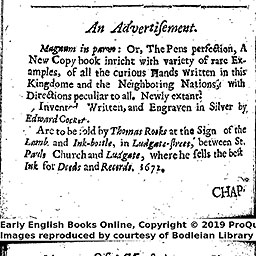 An Advertisement.
Magnum in parvo: Or, The Pens perfection, A
New Copy book inricht with variety of rare Ex-
amples, of all the curious Hands Written in this
Kingdome and the Neighboring Nations, with
Directions peculiar to all. Newly extant?
Invented Written, and Engraven in Silver by
Edward Cocker.
Are to be sold by Thomas Rooks at the Sign of the
Lamb and Ink-bottle, in Ludgate-street, between St.
Pauls Church and Ludgate, where he sells the best
Ink for Deeds and Records. 1672.
CHAP.
Early English Books Online, Copyright © 2019 ProQu
Images reproduced by courtesy of Bodleian Library